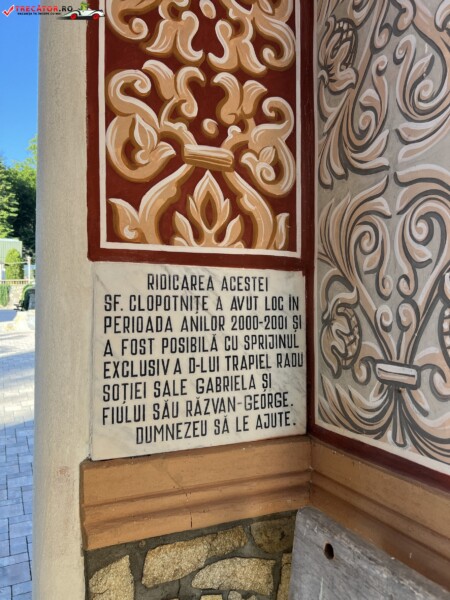 TRECATOR.RO
RIDICAREA ACESTEI
SF. CLOPOTNIȚE A AVUT LOC ÎN
PERIOADA ANILOR 2000-2001 ȘI
A FOST POSIBILĂ CU SPRIJINUL
EXCLUSIV A D-LUI TRAPIEL RADU
SOȚIEI SALE GABRIELA ȘI
FIULUI SĂU RĂZVAN-GEORGE.
DUMNEZEU SĂ LE AJUTE.